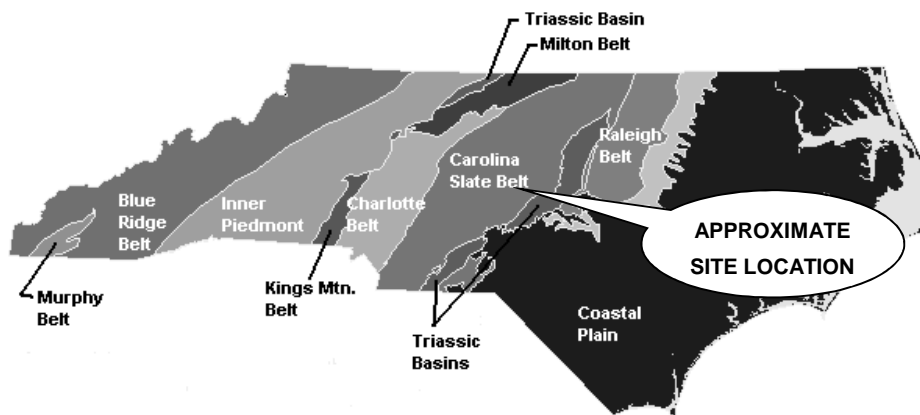 Triassic Basin
Milton Belt
Raleigh
Belt
Carolina
Slate Belt
Blue
Ridge
Belt
Inner
Piedmont
Charlotte
Belt
APPROXIMATE
SITE LOCATION
Murphy
Belt
Kings Mtn.
Belt
Triassic
Basins
Coastal
Plain